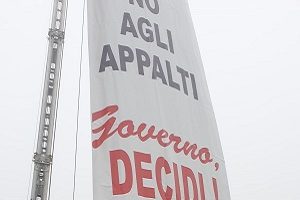 NO
AGLI
APPALTI
Governo,
DECIDI